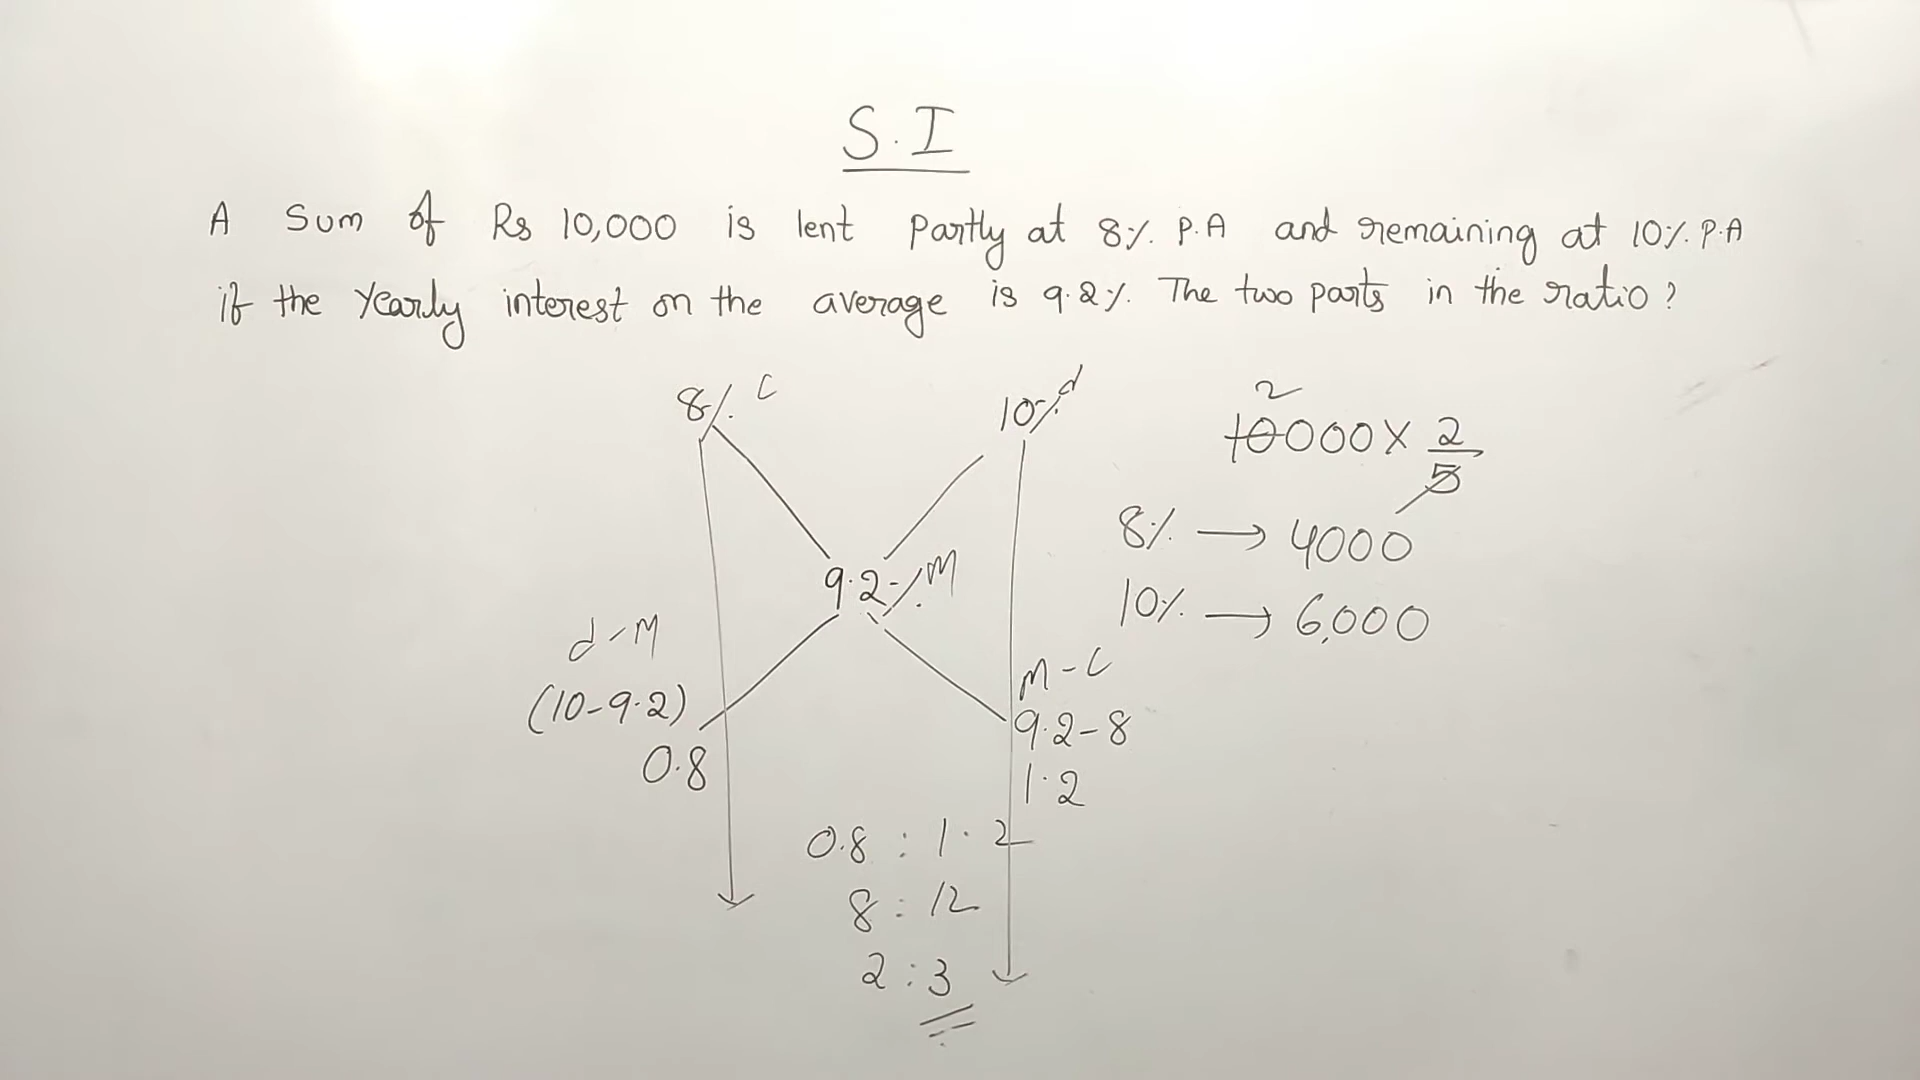 S.I
A Sum of Rs 10,000 is lent Partly at 8% P.A and remaining at 10% P.A
if the Yearly interest on the average is 9.2% The two parts in the ratio?
8% C
10% d
9.2% M
d-M
(10-9.2)
0.8
M-C
9.2-8
1.2
0.8 : 1.2
8 : 12
2 : 3
2
10000 X 2/5
8% → 4000
10% → 6,000